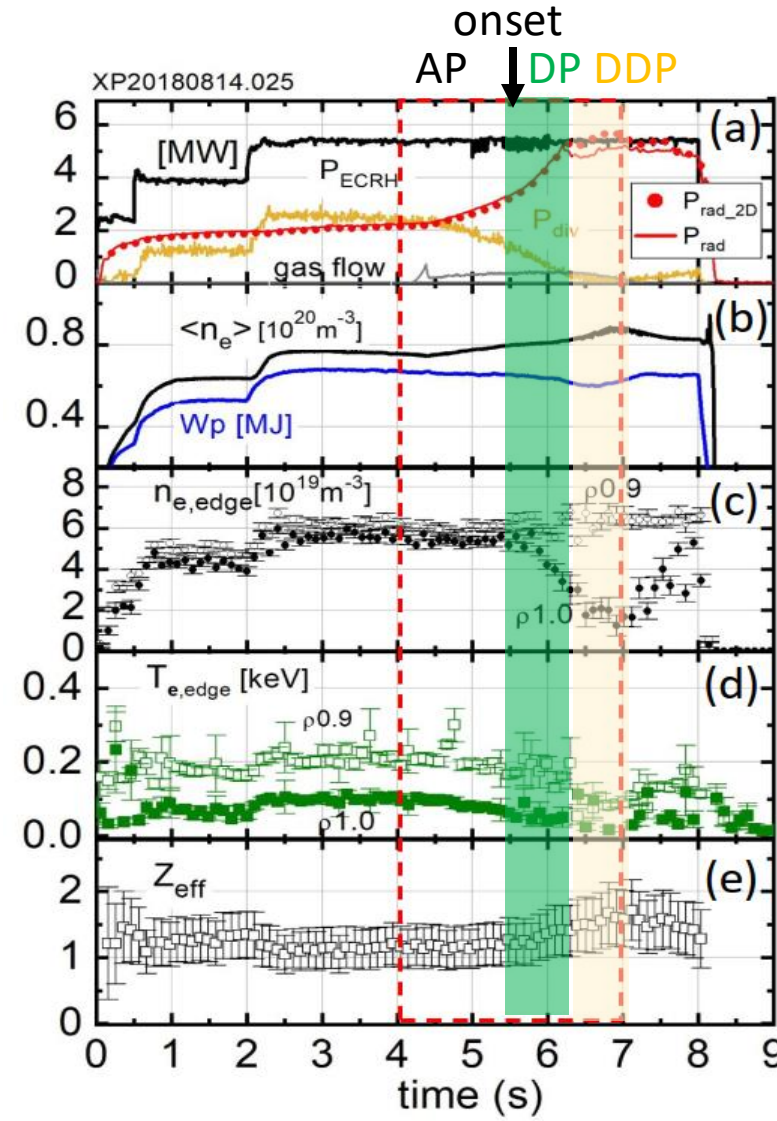 onset
AP DP DDP
XP20180814.025
6
4
2
0
[MW]
P_ECRH
(a)
P_rad_2D
P_rad
P_div
gas flow
0.8
0.4
<n_e> [10^20 m^-3]
(b)
Wp [MJ]
8
6
4
2
0
n_e,edge[10^19 m^-3]
ρ0.9
(c)
ρ1.0
0.4
0.2
0.0
T_e,edge [keV]
(d)
ρ0.9
ρ1.0
2
1
0
Z_eff
(e)
0 1 2 3 4 5 6 7 8 9
time (s)